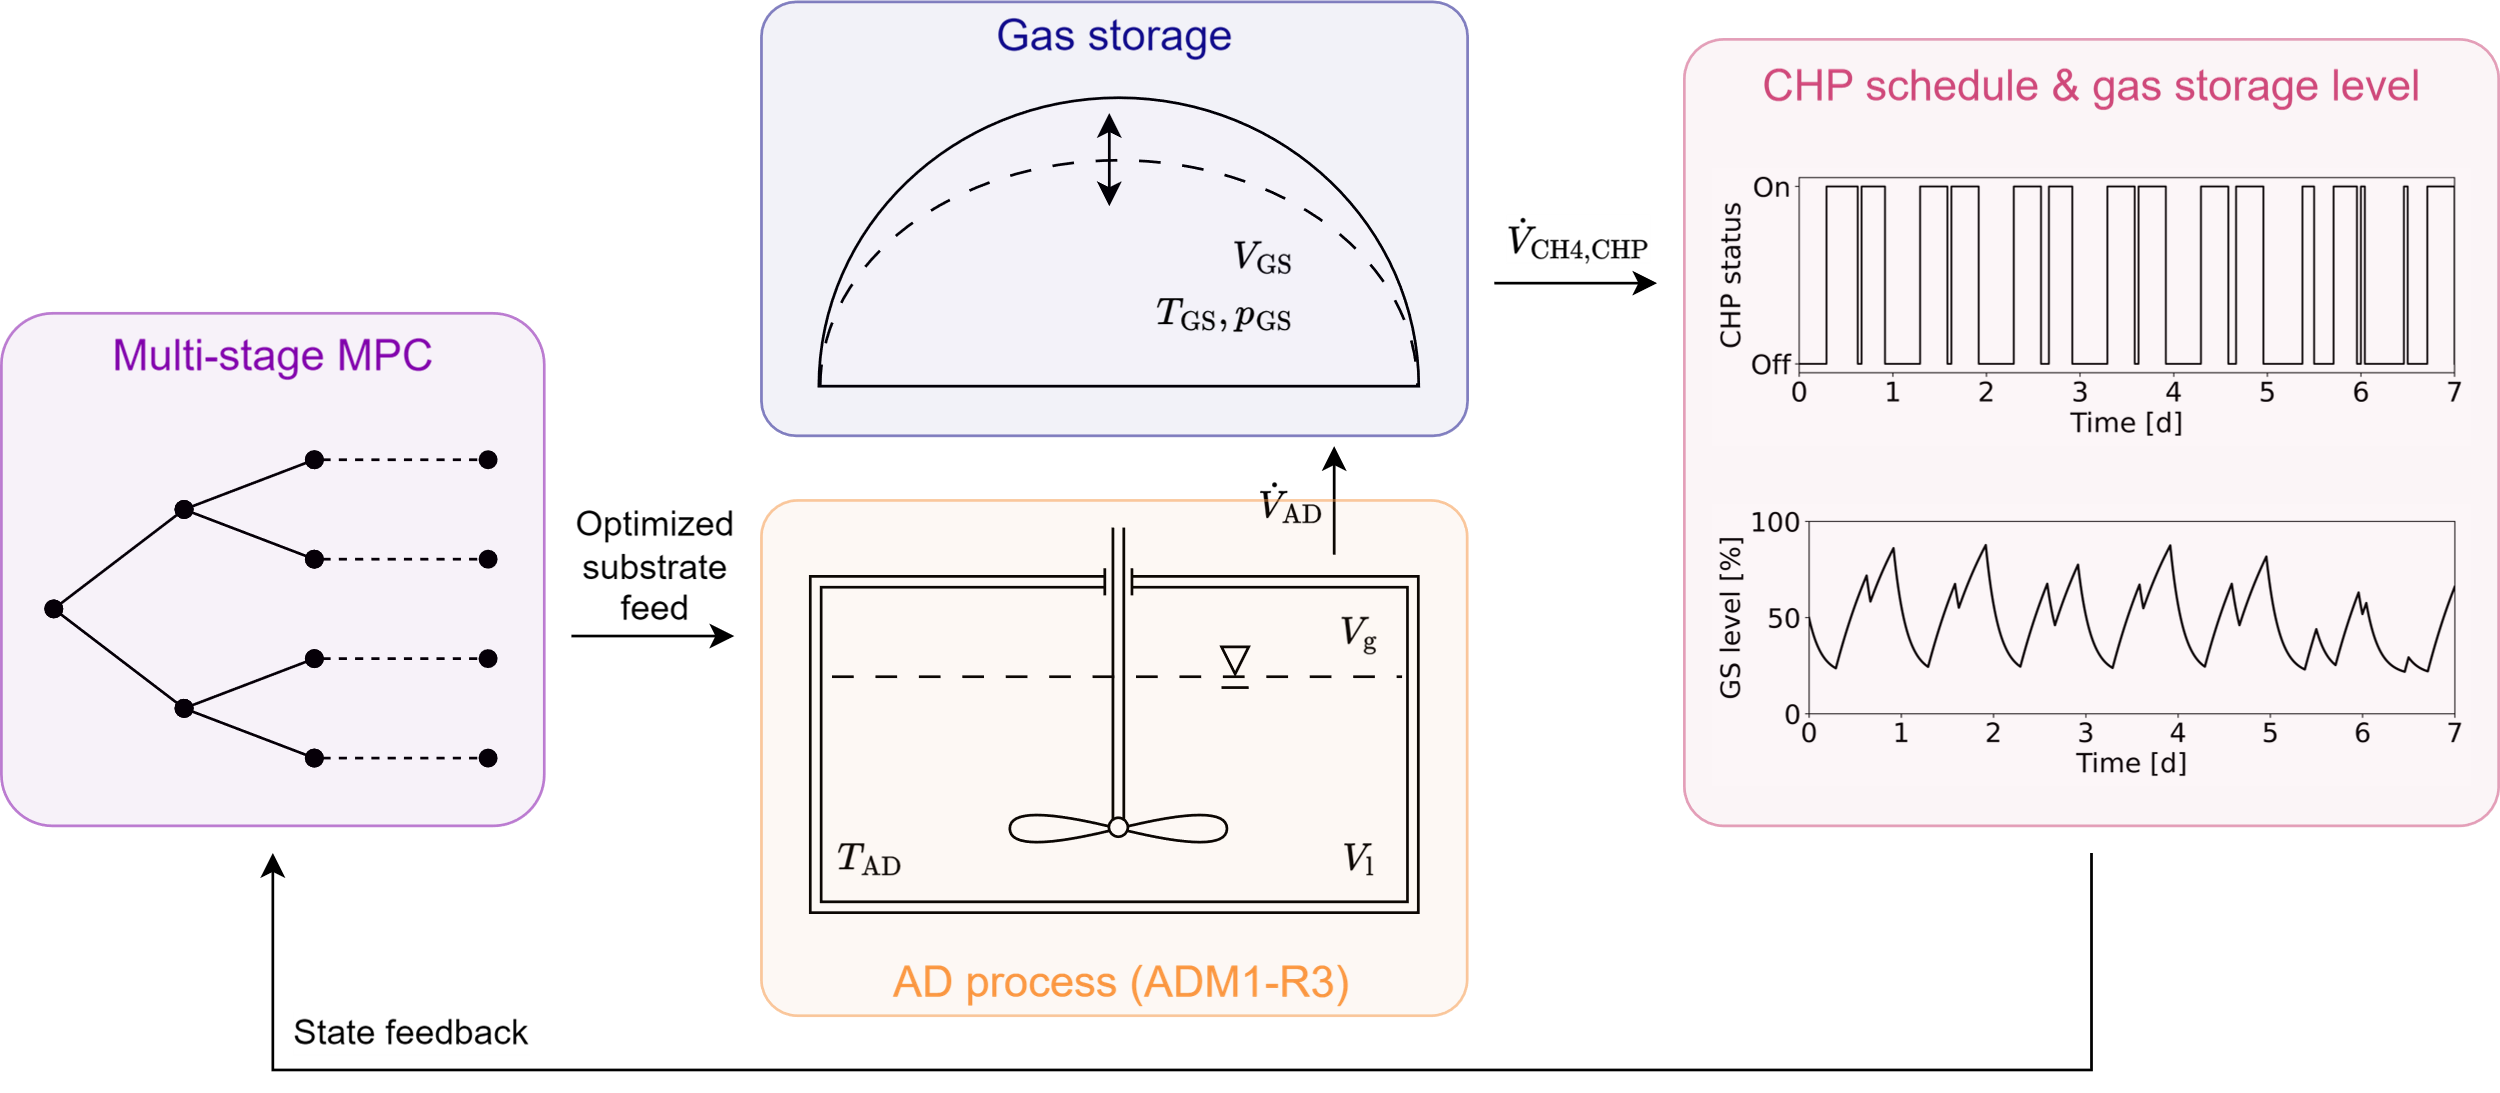 Gas storage
V̇_GS
T_GS, p_GS
Multi-stage MPC
Optimized
substrate
feed
V̇_AD
V_g
T_AD
V_l
AD process (ADM1-R3)
V̇_CH4,CHP
CHP schedule & gas storage level
CHP status
On
Off
0 1 2 3 4 5 6 7
Time [d]
GS level [%]
100
50
0
0 1 2 3 4 5 6 7
Time [d]
State feedback